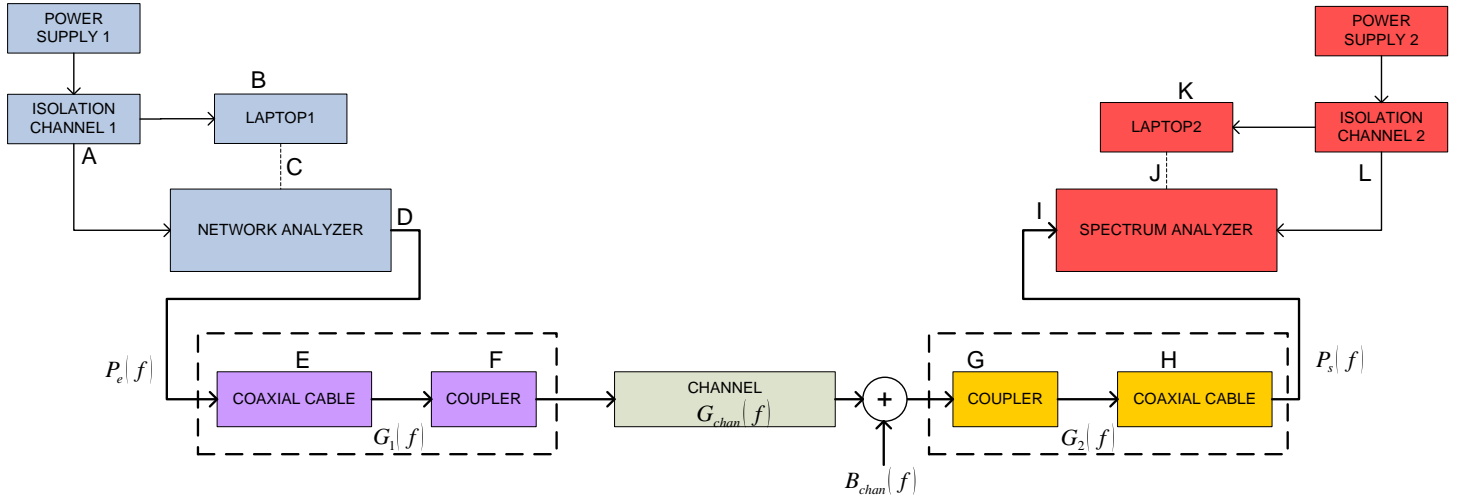 POWER
SUPPLY 1
POWER
SUPPLY 2
B
K
ISOLATION
CHANNEL 1
LAPTOP1
LAPTOP2
ISOLATION
CHANNEL 2
A
C
J
L
D
I
NETWORK ANALYZER
SPECTRUM ANALYZER
P_e(f)
E
F
G
H
P_s(f)
COAXIAL CABLE
COUPLER
CHANNEL
G_chan(f)
+
COUPLER
COAXIAL CABLE
G_1(f)
G_2(f)
B_chan(f)